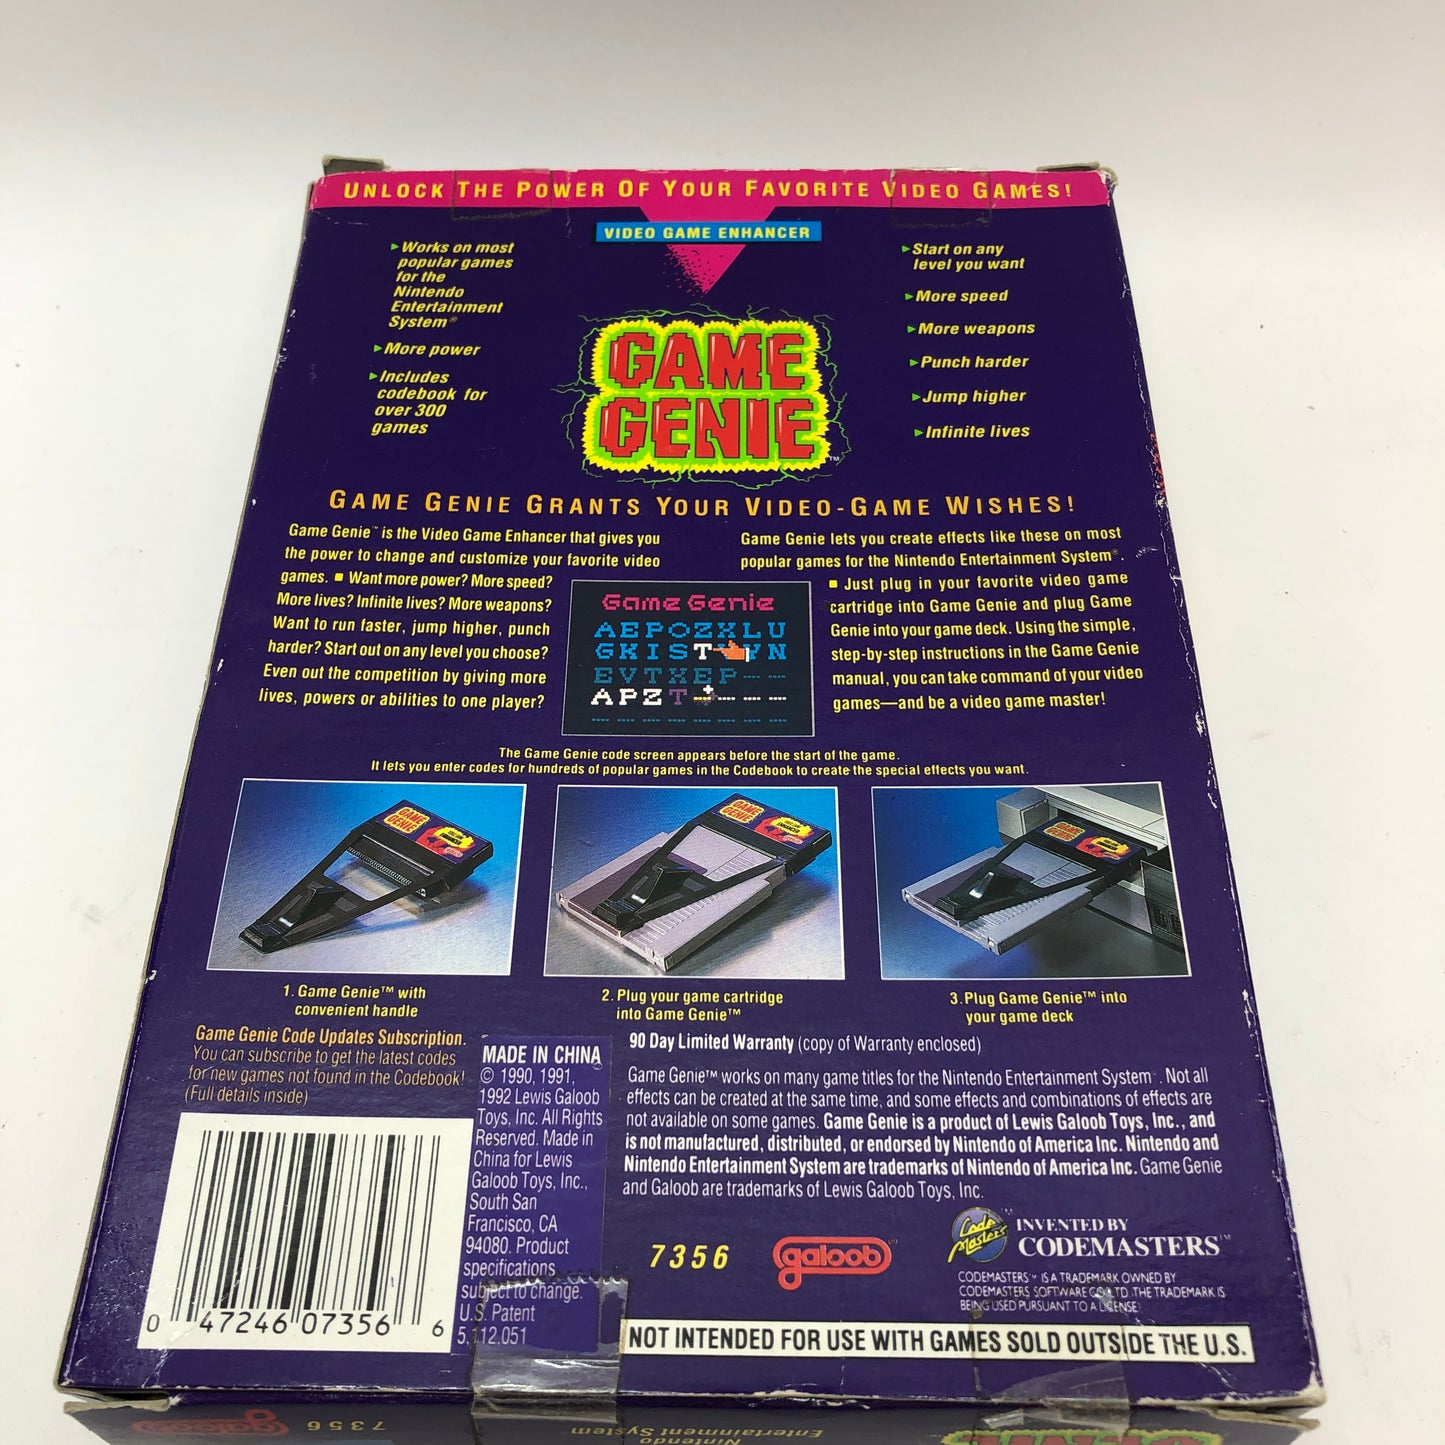 UNLOCK THE POWER OF YOUR FAVORITE VIDEO GAMES!
VIDEO GAME ENHANCER
▸Works on most
popular games
for the
Nintendo
Entertainment
System®
▸More power
▸Includes
codebook for
over 300
games
▸Start on any
level you want
▸More speed
▸More weapons
▸Punch harder
▸Jump higher
▸Infinite lives
GAME
GENIE™
GAME GENIE GRANTS YOUR VIDEO-GAME WISHES!
Game Genie™ is the Video Game Enhancer that gives you
the power to change and customize your favorite video
games. ■ Want more power? More speed?
More lives? Infinite lives? More weapons?
Want to run faster, jump higher, punch
harder? Start out on any level you choose?
Even out the competition by giving more
lives, powers or abilities to one player?
Game Genie
AEPOZXLU
GKIST VN
EVTXEP-- --
APZT -- -- -- --
Game Genie lets you create effects like these on most
popular games for the Nintendo Entertainment System®.
■ Just plug in your favorite video game
cartridge into Game Genie and plug Game
Genie into your game deck. Using the simple,
step-by-step instructions in the Game Genie
manual, you can take command of your video
games—and be a video game master!
The Game Genie code screen appears before the start of the game.
It lets you enter codes for hundreds of popular games in the Codebook to create the special effects you want.
GAME
GENIE
GAME
GENIE
GAME
GENIE
1. Game Genie™ with
convenient handle
2. Plug your game cartridge
into Game Genie™
3. Plug Game Genie™ into
your game deck
Game Genie Code Updates Subscription.
You can subscribe to get the latest codes
for new games not found in the Codebook!
(Full details inside)
MADE IN CHINA
© 1990, 1991,
1992 Lewis Galoob
Toys, Inc. All Rights
Reserved. Made in
China for Lewis
Galoob Toys, Inc.,
South San
Francisco, CA
94080. Product
specifications
subject to change.
U.S. Patent
5,112,051
90 Day Limited Warranty (copy of Warranty enclosed)
Game Genie™ works on many game titles for the Nintendo Entertainment System®. Not all
effects can be created at the same time, and some effects and combinations of effects are
not available on some games. Game Genie is a product of Lewis Galoob Toys, Inc., and
is not manufactured, distributed, or endorsed by Nintendo of America Inc. Nintendo and
Nintendo Entertainment System are trademarks of Nintendo of America Inc. Game Genie
and Galoob are trademarks of Lewis Galoob Toys, Inc.
0 47246 07356 6
7356
galoob™
Code Masters™
INVENTED BY
CODEMASTERS™
CODEMASTERS™ IS A TRADEMARK OWNED BY
CODEMASTERS SOFTWARE CO LTD. THE TRADEMARK IS
BEING USED PURSUANT TO A LICENSE
NOT INTENDED FOR USE WITH GAMES SOLD OUTSIDE THE U.S.
galoob
7356
Nintendo
Entertainment System
GENIE